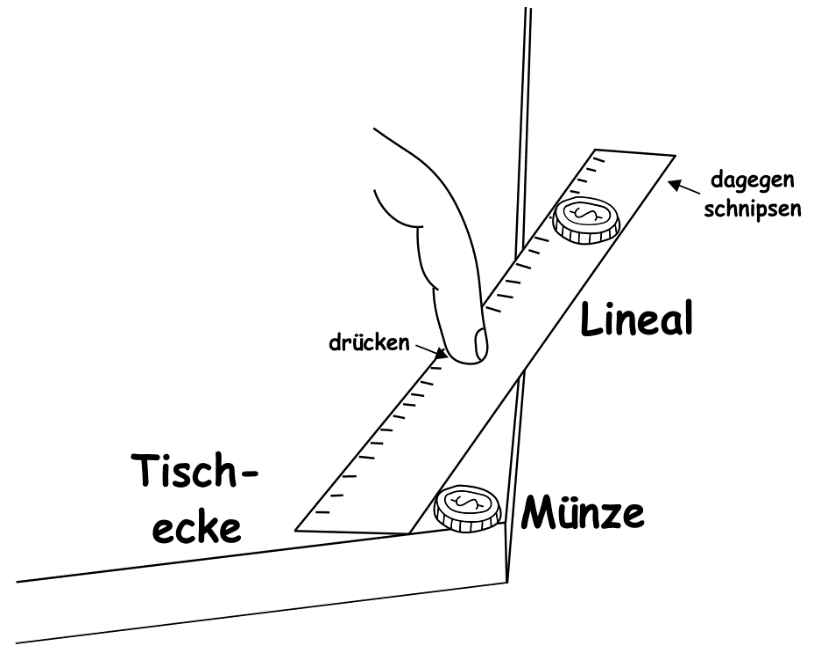 dagegen
schnipsen
Lineal
drücken
Tisch-
ecke
Münze